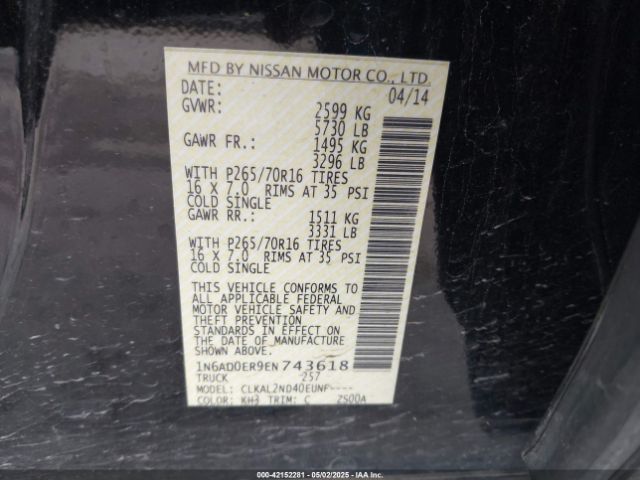 MFD BY NISSAN MOTOR CO., LTD.
DATE: 04/14
GVWR: 2599 KG
5730 LB
GAWR FR.: 1495 KG
3296 LB
WITH P265/70R16 TIRES
16 X 7.0 RIMS AT 35 PSI
COLD SINGLE
GAWR RR.: 1511 KG
3331 LB
WITH P265/70R16 TIRES
16 X 7.0 RIMS AT 35 PSI
COLD SINGLE
THIS VEHICLE CONFORMS TO
ALL APPLICABLE FEDERAL
MOTOR VEHICLE SAFETY AND
THEFT PREVENTION
STANDARDS IN EFFECT ON
THE DATE OF MANUFACTURE
SHOWN ABOVE.
1N6AD0ER9EN743618
TRUCK 257
MODEL: CLKAL2ND40EUNF----
COLOR: KH3 TRIM: C 2S00A
000-42152281 - 05/02/2025 - IAA Inc.